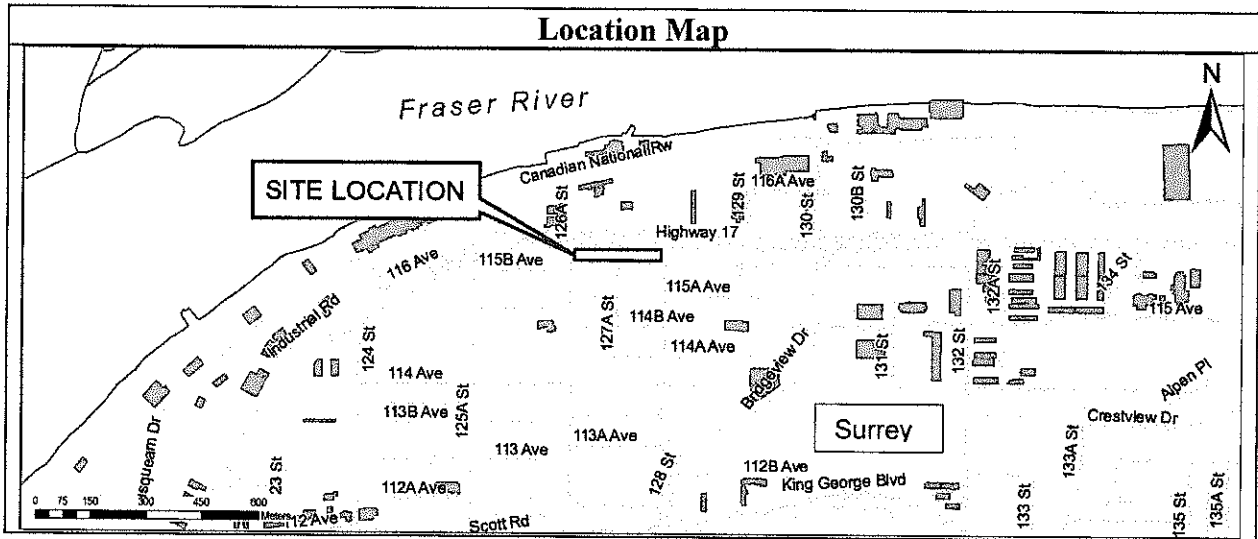 Location Map
N
Fraser River
Canadian National Rw
SITE LOCATION
126A St
129 St
116A Ave
130 St
130B St
Highway 17
116 Ave
115B Ave
115A Ave
132A St
134 St
115 Ave
Industrial Rd
124 St
127A St
114B Ave
114A Ave
Bridgeview Dr
131 St
132 St
Alpen Pl
114 Ave
113B Ave
125A St
Surrey
Crestview Dr
113A Ave
113 Ave
133A St
squeam Dr
23 St
112A Ave
128 St
112B Ave
King George Blvd
133 St
135 St
135A St
0 75 150 300 450 600
Meters
12 Ave
Scott Rd